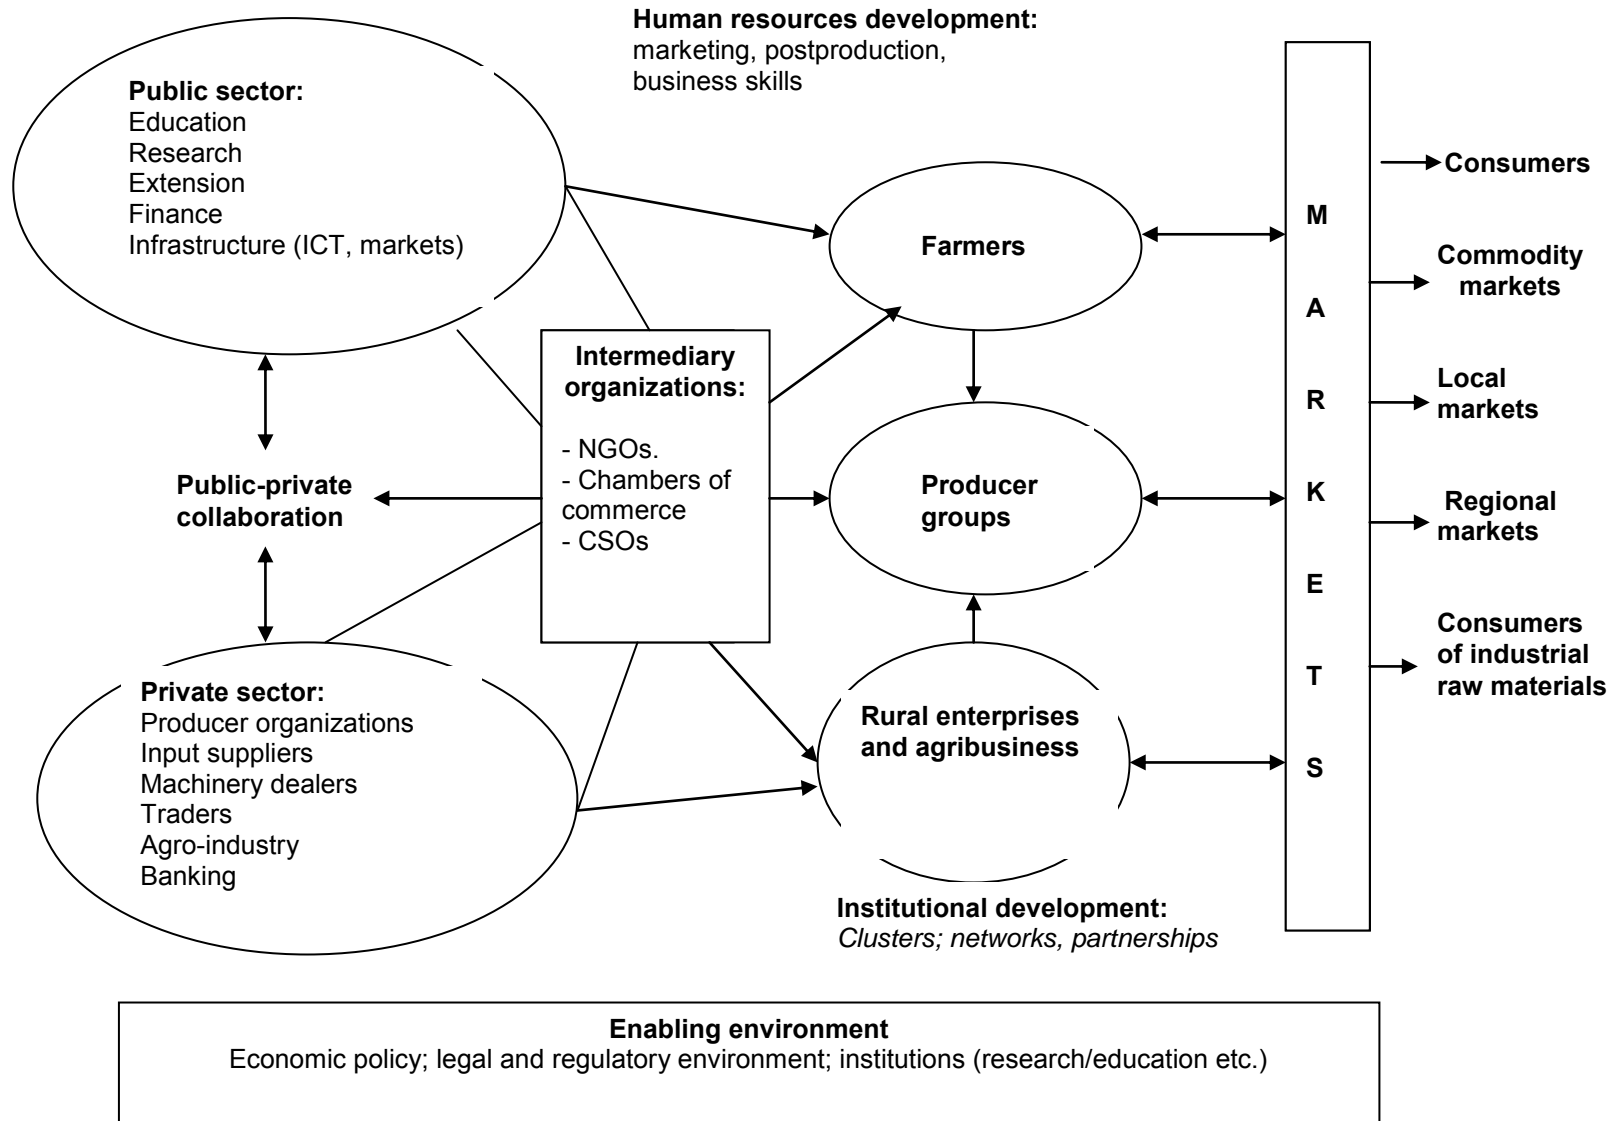 Human resources development:
marketing, postproduction,
business skills
Public sector:
Education
Research
Extension
Finance
Infrastructure (ICT, markets)
Farmers
Intermediary
organizations:
- NGOs.
- Chambers of
commerce
- CSOs
Public-private
collaboration
Producer
groups
Private sector:
Producer organizations
Input suppliers
Machinery dealers
Traders
Agro-industry
Banking
Rural enterprises
and agribusiness
Institutional development:
Clusters; networks, partnerships
M
A
R
K
E
T
S
Consumers
Commodity
markets
Local
markets
Regional
markets
Consumers
of industrial
raw materials
Enabling environment
Economic policy; legal and regulatory environment; institutions (research/education etc.)